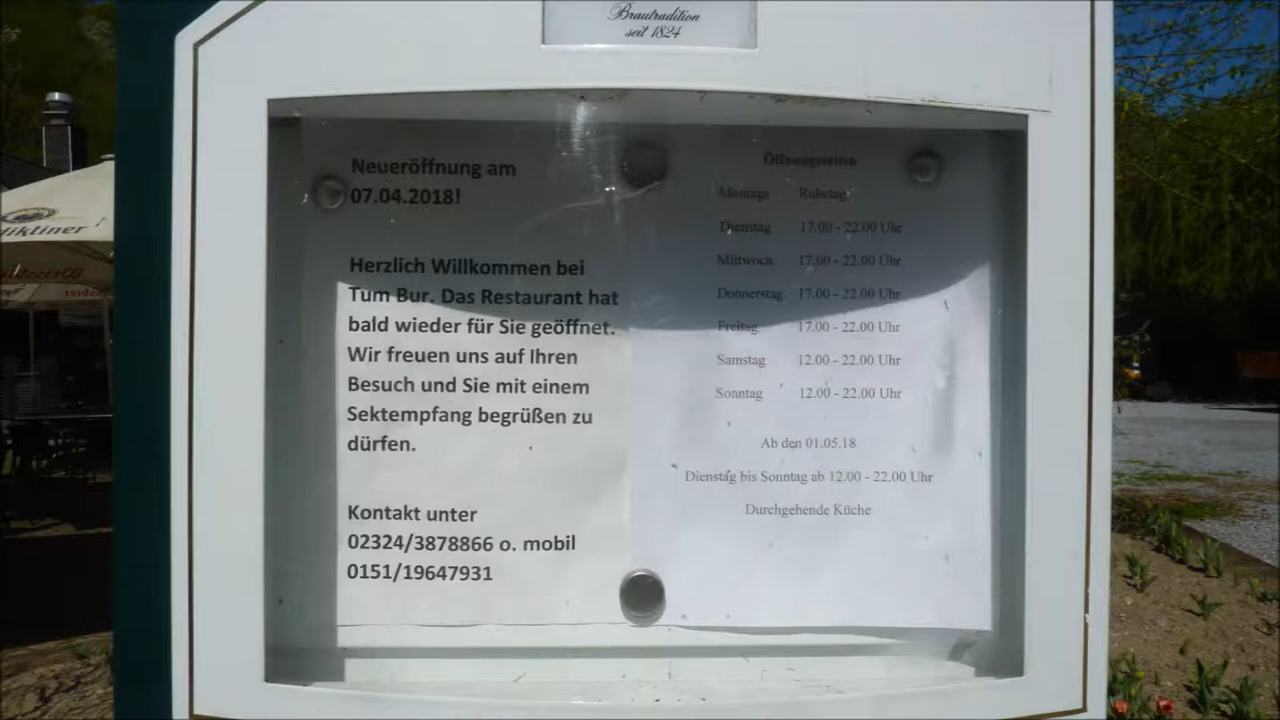 Brautradition
seit 1824
Neueröffnung am
07.04.2018!
Herzlich Willkommen bei
Tum Bur. Das Restaurant hat
bald wieder für Sie geöffnet.
Wir freuen uns auf Ihren
Besuch und Sie mit einem
Sektempfang begrüßen zu
dürfen.
Kontakt unter
02324/3878866 o. mobil
0151/19647931
Öffnungszeiten
Montags Ruhetag
Dienstag 17.00 - 22.00 Uhr
Mittwoch 17.00 - 22.00 Uhr
Donnerstag 17.00 - 22.00 Uhr
Freitag 17.00 - 22.00 Uhr
Samstag 12.00 - 22.00 Uhr
Sonntag 12.00 - 22.00 Uhr
Ab den 01.05.18
Dienstag bis Sonntag ab 12.00 - 22.00 Uhr
Durchgehende Küche